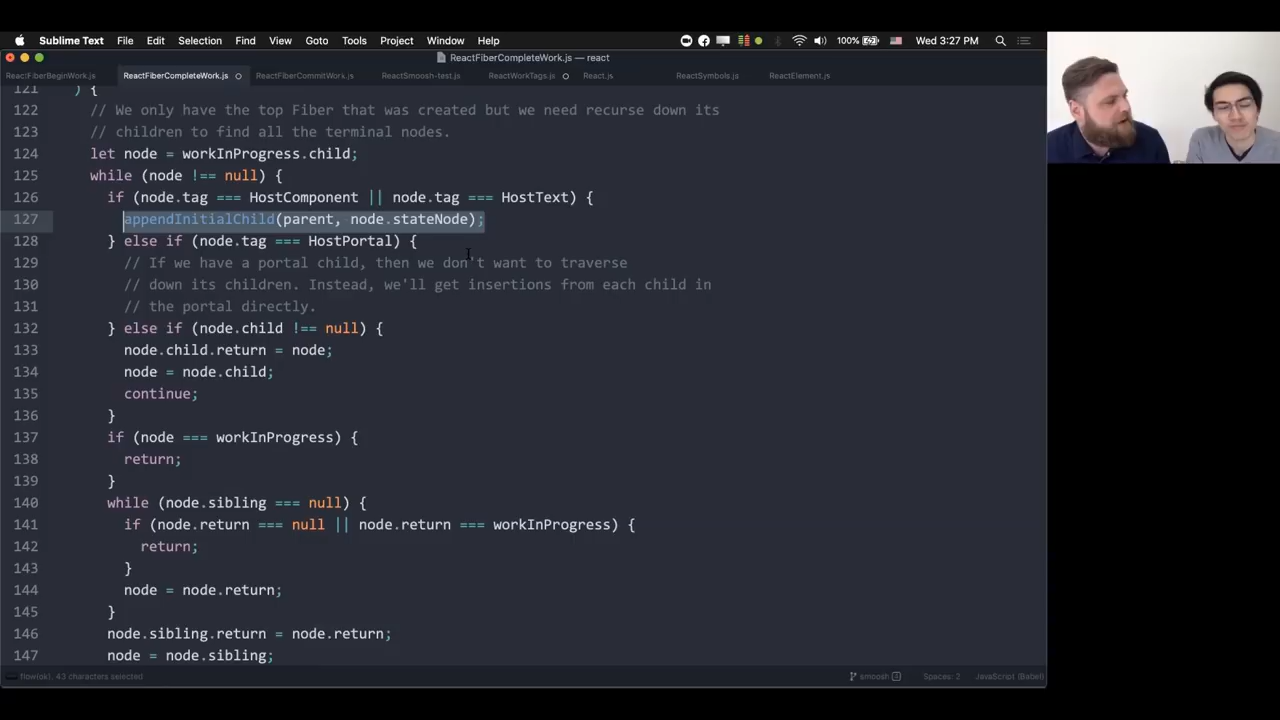 Sublime Text File Edit Selection Find View Goto Tools Project Window Help 100% Wed 3:27 PM
ReactFiberCompleteWork.js — react
ReactFiberBeginWork.js ReactFiberCompleteWork.js ReactFiberCommitWork.js ReactSmoosh-test.js ReactWorkTags.js React.js ReactSymbols.js ReactElement.js
121 ) {
122 // We only have the top Fiber that was created but we need recurse down its
123 // children to find all the terminal nodes.
124 let node = workInProgress.child;
125 while (node !== null) {
126 if (node.tag === HostComponent || node.tag === HostText) {
127 appendInitialChild(parent, node.stateNode);
128 } else if (node.tag === HostPortal) {
129 // If we have a portal child, then we don't want to traverse
130 // down its children. Instead, we'll get insertions from each child in
131 // the portal directly.
132 } else if (node.child !== null) {
133 node.child.return = node;
134 node = node.child;
135 continue;
136 }
137 if (node === workInProgress) {
138 return;
139 }
140 while (node.sibling === null) {
141 if (node.return === null || node.return === workInProgress) {
142 return;
143 }
144 node = node.return;
145 }
146 node.sibling.return = node.return;
147 node = node.sibling;
flow(ok), 43 characters selected smoosh 4 Spaces: 2 JavaScript (Babel)